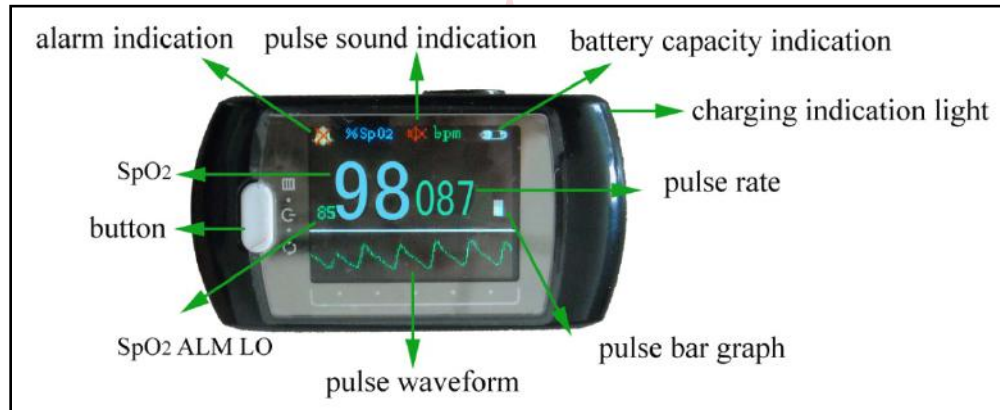 alarm indication
pulse sound indication
battery capacity indication
charging indication light
%SpO2
bpm
SpO2
98
087
pulse rate
85
button
SpO2 ALM LO
pulse bar graph
pulse waveform